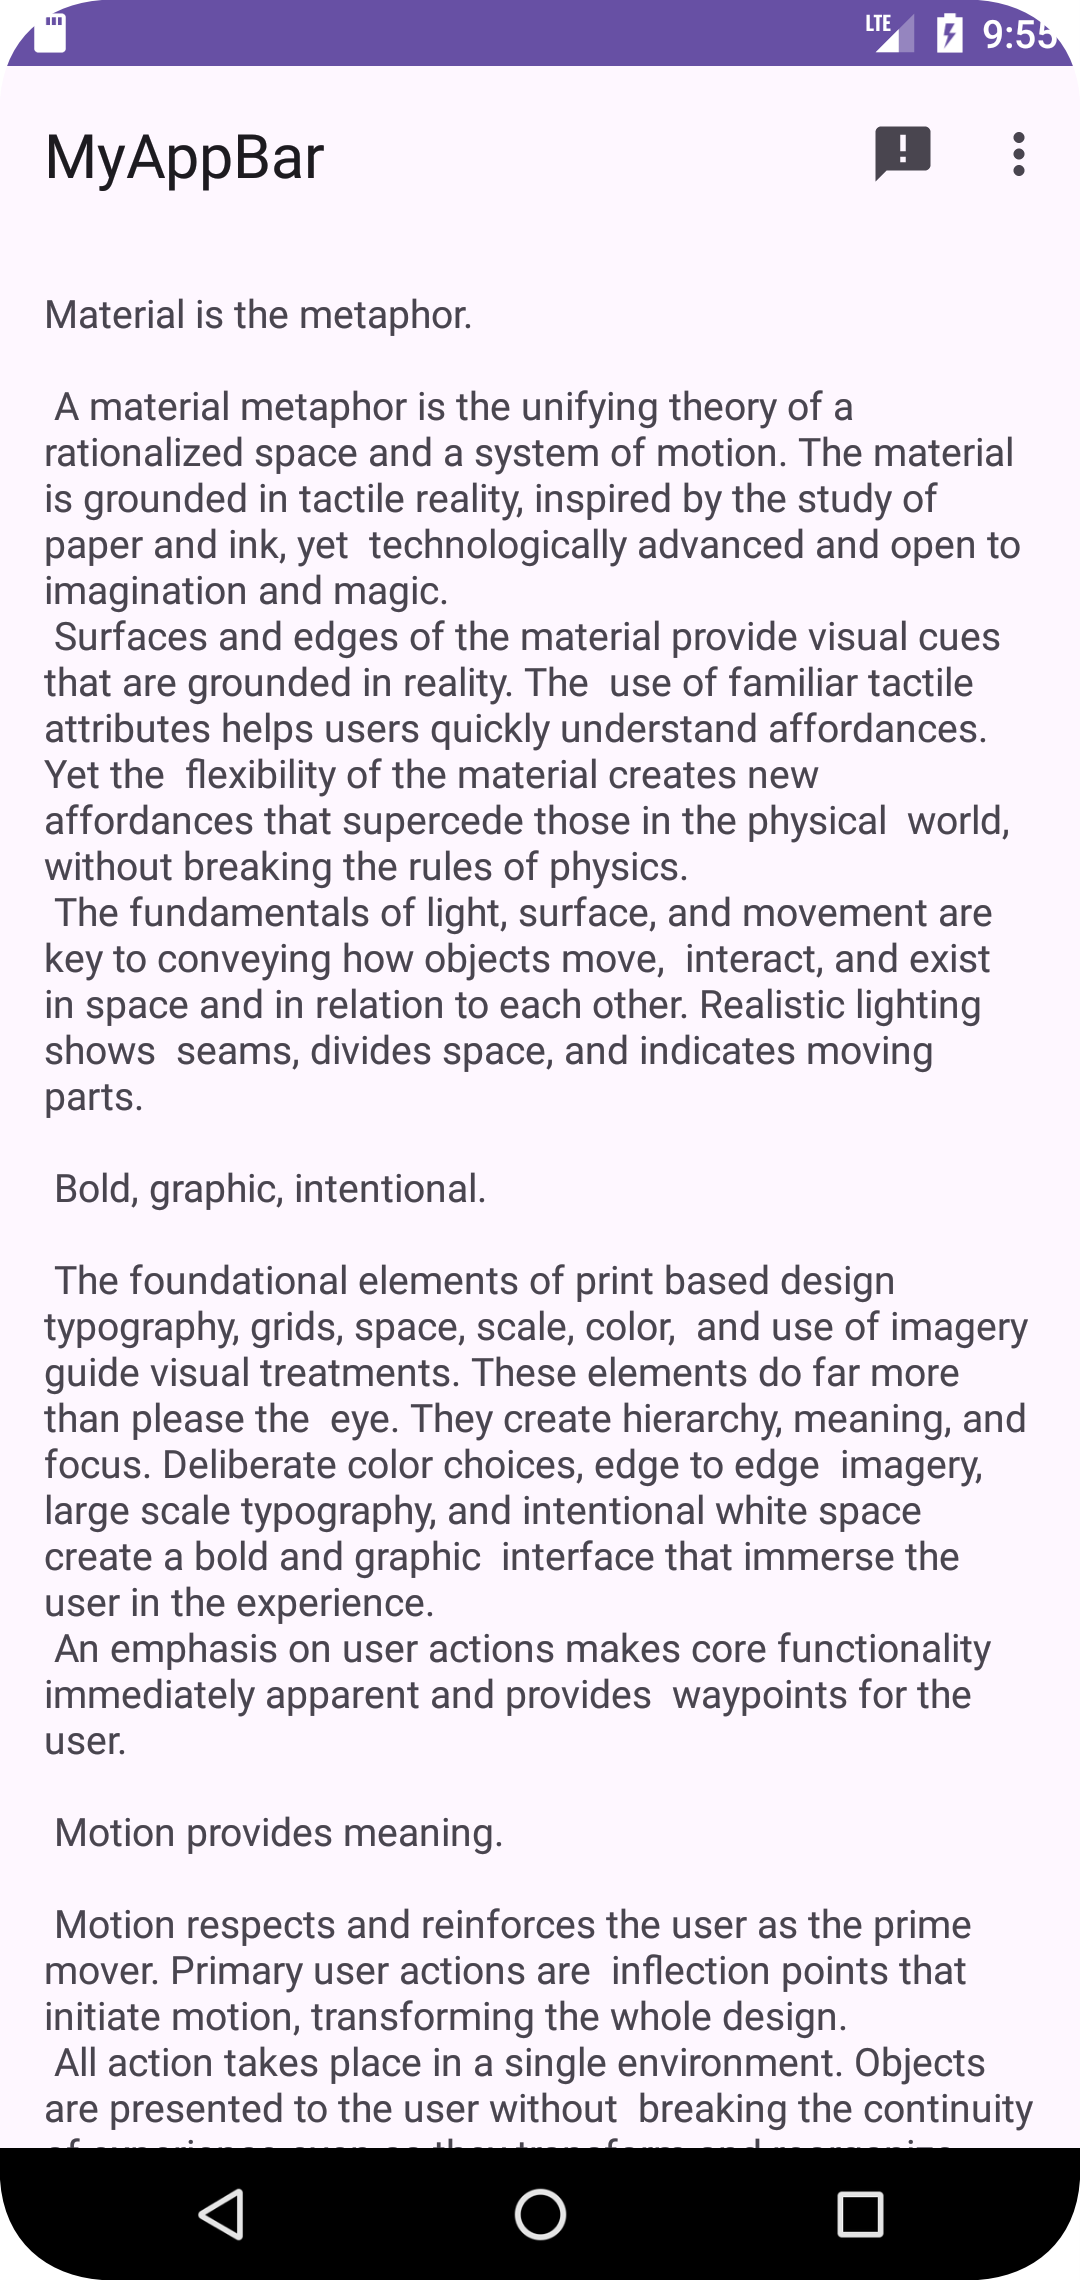 LTE 9:55
MyAppBar
Material is the metaphor.
A material metaphor is the unifying theory of a
rationalized space and a system of motion. The material
is grounded in tactile reality, inspired by the study of
paper and ink, yet  technologically advanced and open to
imagination and magic.
Surfaces and edges of the material provide visual cues
that are grounded in reality. The  use of familiar tactile
attributes helps users quickly understand affordances.
Yet the  flexibility of the material creates new
affordances that supercede those in the physical  world,
without breaking the rules of physics.
The fundamentals of light, surface, and movement are
key to conveying how objects move,  interact, and exist
in space and in relation to each other. Realistic lighting
shows  seams, divides space, and indicates moving
parts.
Bold, graphic, intentional.
The foundational elements of print based design
typography, grids, space, scale, color,  and use of imagery
guide visual treatments. These elements do far more
than please the  eye. They create hierarchy, meaning, and
focus. Deliberate color choices, edge to edge  imagery,
large scale typography, and intentional white space
create a bold and graphic  interface that immerse the
user in the experience.
An emphasis on user actions makes core functionality
immediately apparent and provides  waypoints for the
user.
Motion provides meaning.
Motion respects and reinforces the user as the prime
mover. Primary user actions are  inflection points that
initiate motion, transforming the whole design.
All action takes place in a single environment. Objects
are presented to the user without  breaking the continuity